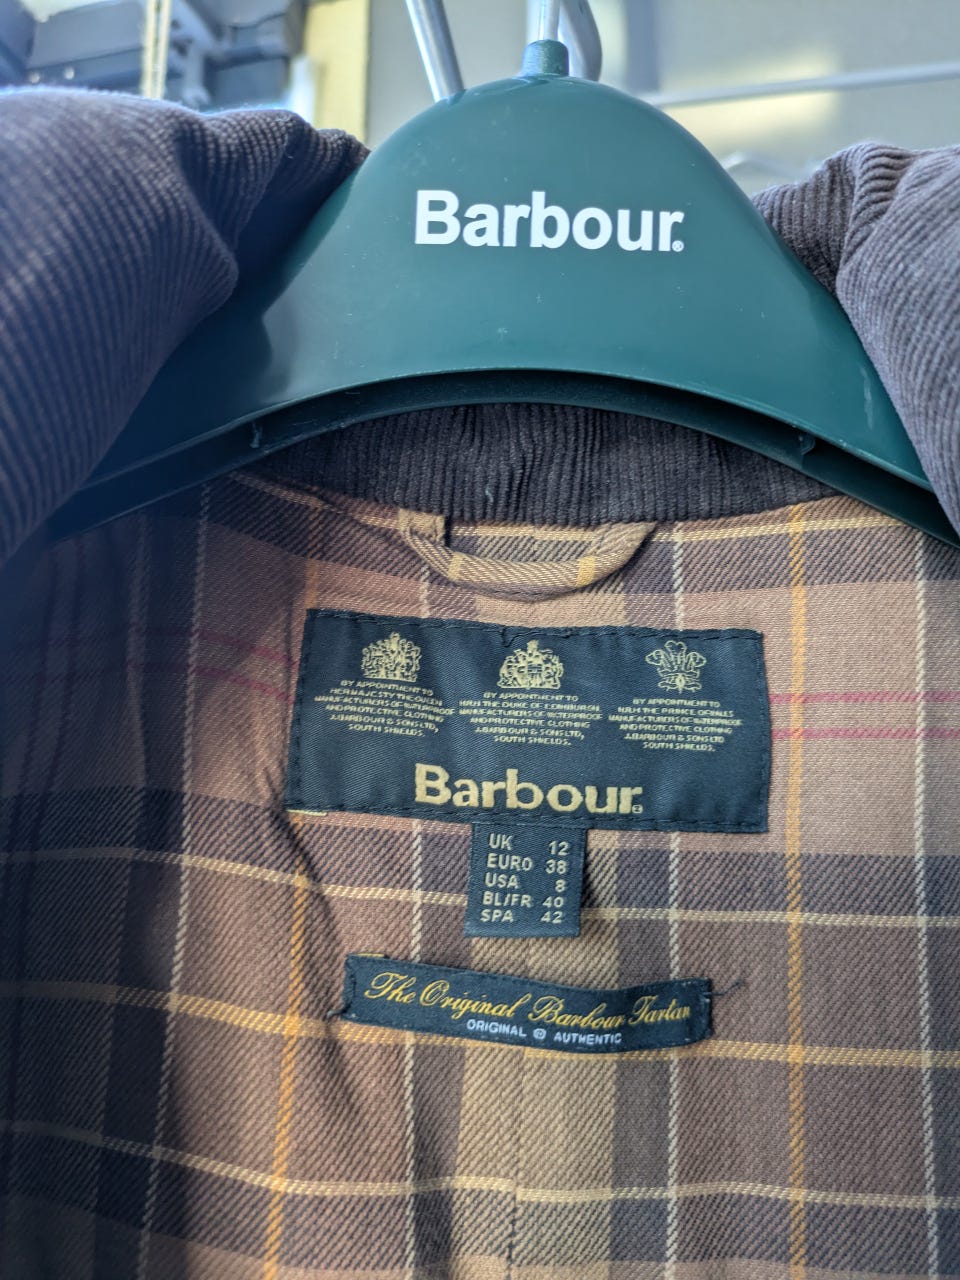 Barbour®
BY APPOINTMENT TO
HER MAJESTY THE QUEEN
MANUFACTURERS OF WATERPROOF
AND PROTECTIVE CLOTHING
J.BARBOUR & SONS LTD,
SOUTH SHIELDS.
BY APPOINTMENT TO
H.R.H. THE DUKE OF EDINBURGH
MANUFACTURERS OF WATERPROOF
AND PROTECTIVE CLOTHING
J.BARBOUR & SONS LTD,
SOUTH SHIELDS.
BY APPOINTMENT TO
H.R.H. THE PRINCE OF WALES
MANUFACTURERS OF WATERPROOF
AND PROTECTIVE CLOTHING
J.BARBOUR & SONS LTD
SOUTH SHIELDS.
Barbour®
UK 12
EURO 38
USA 8
BL/FR 40
SPA 42
The Original Barbour Tartan
ORIGINAL AUTHENTIC